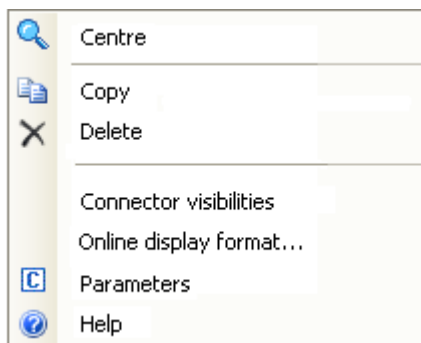 Centre
Copy
Delete
Connector visibilities
Online display format...
C Parameters
? Help